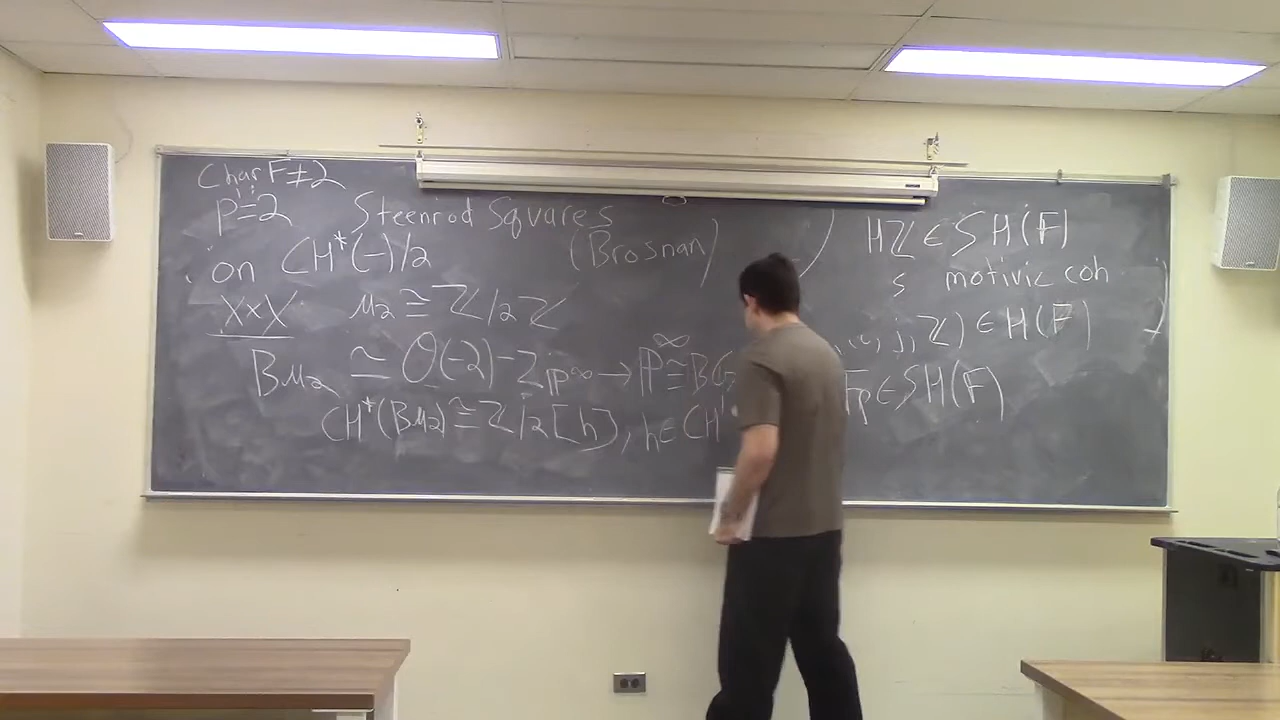 Char F≠2
p=2 Steenrod Squares
on CH*(-)/2 (Brosnan)
X×X μ₂ ≅ ℤ/2ℤ
Bμ₂ ≃ O(-2) - Z_ℙ^∞ → ℙ^∞ ≅ BG
CH*(Bμ₂) ≅ ℤ/2[h], h ∈ CH
Hℤ ∈ SH(F)
s motivic coh
j, ℤ) ∈ H(F)
𝔽p ∈ SH(F)